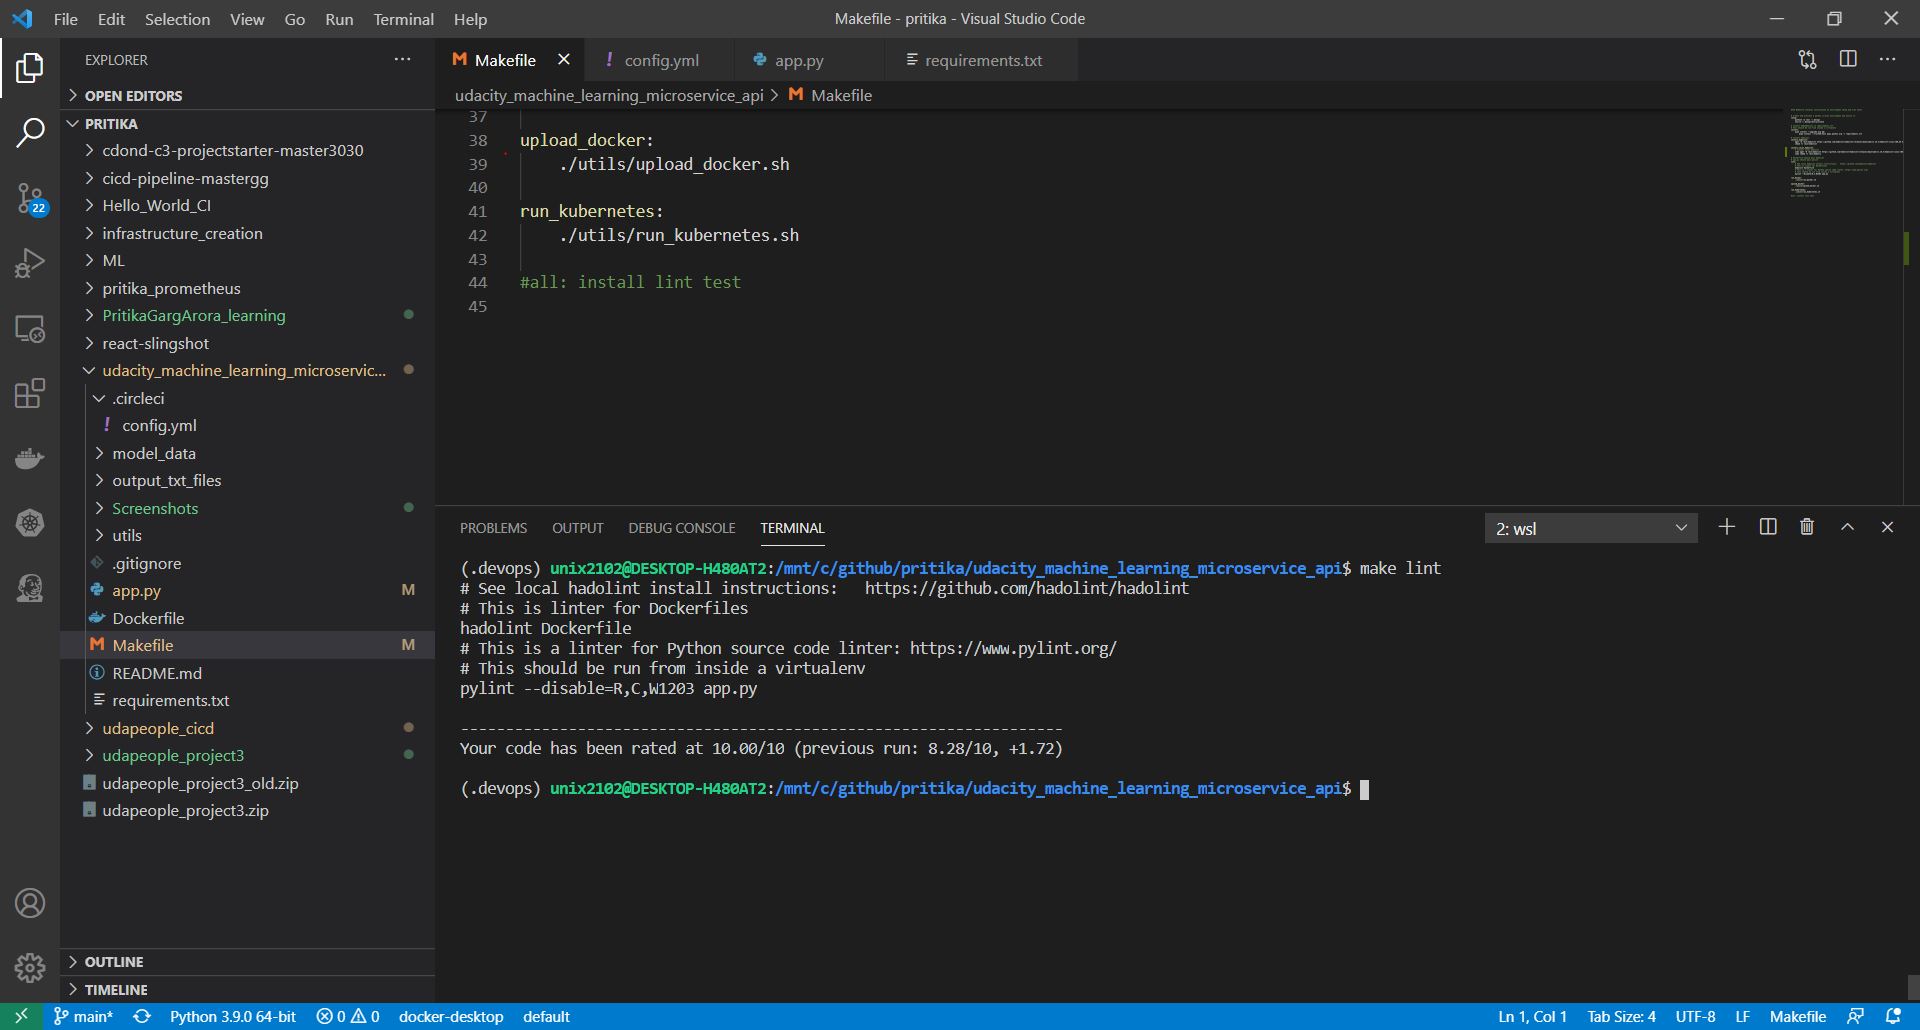 File Edit Selection View Go Run Terminal Help
Makefile - pritika - Visual Studio Code
EXPLORER
OPEN EDITORS
PRITIKA
cdond-c3-projectstarter-master3030
cicd-pipeline-mastergg
Hello_World_CI
infrastructure_creation
ML
pritika_prometheus
PritikaGargArora_learning
react-slingshot
udacity_machine_learning_microservic...
.circleci
! config.yml
model_data
output_txt_files
Screenshots
utils
.gitignore
app.py M
Dockerfile
M Makefile M
README.md
requirements.txt
udapeople_cicd
udapeople_project3
udapeople_project3_old.zip
udapeople_project3.zip
OUTLINE
TIMELINE
22
M Makefile ! config.yml app.py requirements.txt
udacity_machine_learning_microservice_api > M Makefile
37
38 upload_docker:
39 ./utils/upload_docker.sh
40
41 run_kubernetes:
42 ./utils/run_kubernetes.sh
43
44 #all: install lint test
45
PROBLEMS OUTPUT DEBUG CONSOLE TERMINAL 2: wsl
(.devops) unix2102@DESKTOP-H480AT2:/mnt/c/github/pritika/udacity_machine_learning_microservice_api$ make lint
# See local hadolint install instructions: https://github.com/hadolint/hadolint
# This is linter for Dockerfiles
hadolint Dockerfile
# This is a linter for Python source code linter: https://www.pylint.org/
# This should be run from inside a virtualenv
pylint --disable=R,C,W1203 app.py
-------------------------------------------------------------------
Your code has been rated at 10.00/10 (previous run: 8.28/10, +1.72)
(.devops) unix2102@DESKTOP-H480AT2:/mnt/c/github/pritika/udacity_machine_learning_microservice_api$
main* Python 3.9.0 64-bit 0 0 docker-desktop default Ln 1, Col 1 Tab Size: 4 UTF-8 LF Makefile